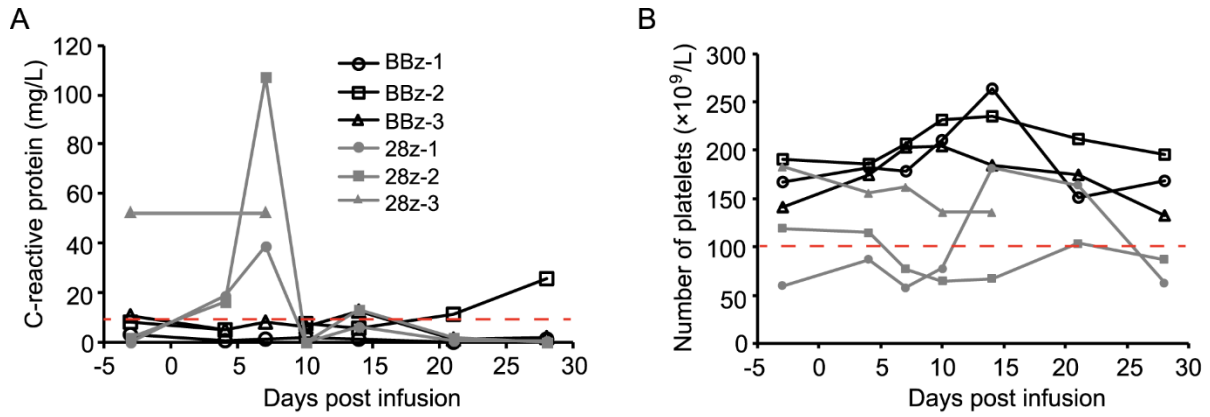 A
C-reactive protein (mg/L)
120
100
80
60
40
20
0
-5
0
5
10
15
20
25
30
Days post infusion
BBz-1
BBz-2
BBz-3
28z-1
28z-2
28z-3
B
Number of platelets (×10⁹/L)
300
250
200
150
100
50
0
-5
0
5
10
15
20
25
30
Days post infusion